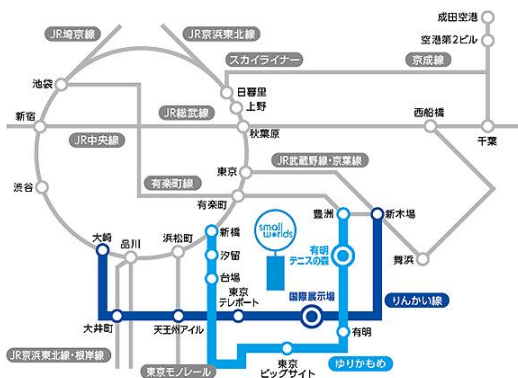 JR埼京線
JR京浜東北線
成田空港
空港第2ビル
スカイライナー
京成線
池袋
日暮里
上野
新宿
JR総武線
西船橋
JR中央線
秋葉原
千葉
東京
JR武蔵野線・京葉線
渋谷
有楽町線
有楽町
豊洲
新木場
small
worlds
新橋
大崎
品川
浜松町
汐留
有明
テニスの森
舞浜
台場
東京
テレポート
国際展示場
りんかい線
大井町
天王州アイル
有明
JR京浜東北線・根岸線
東京モノレール
東京
ビッグサイト
ゆりかもめ